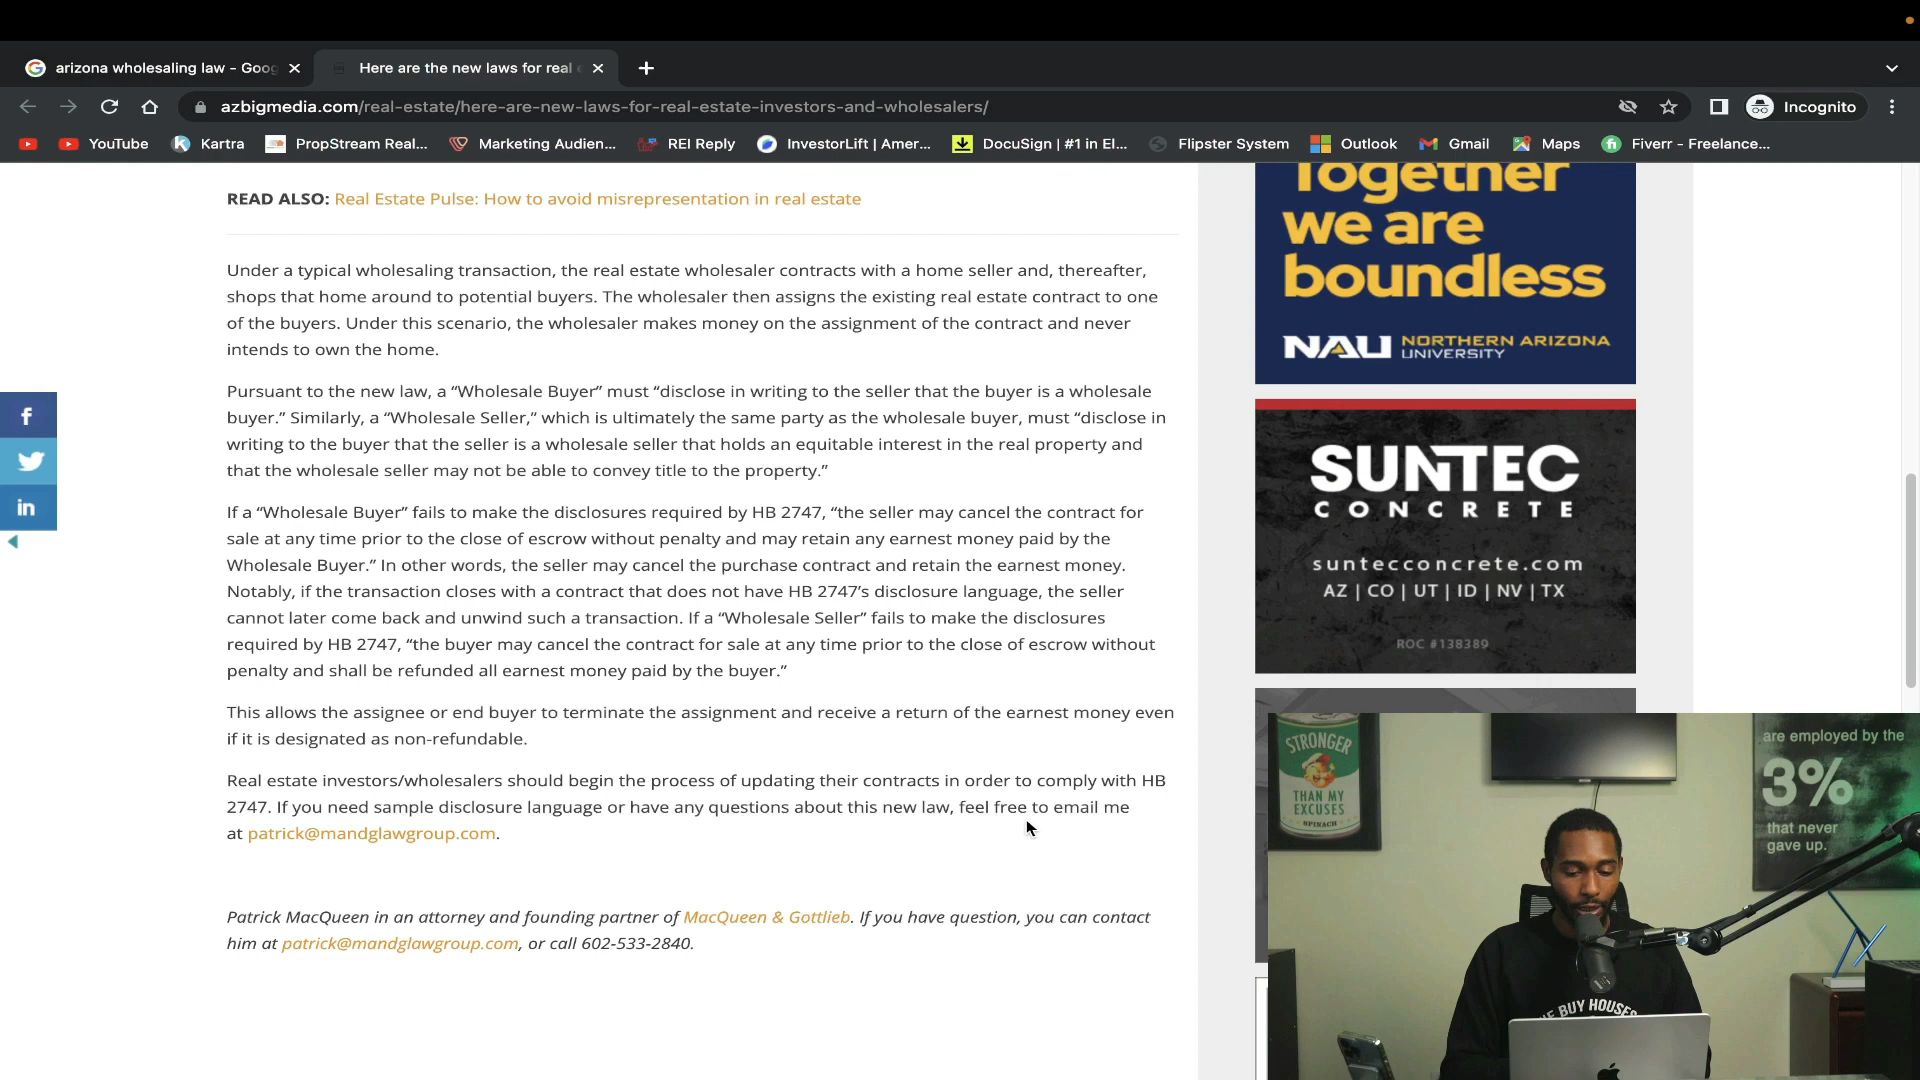 arizona wholesaling law - Goog
Here are the new laws for real e
azbigmedia.com/real-estate/here-are-new-laws-for-real-estate-investors-and-wholesalers/
Incognito
YouTube
Kartra
PropStream Real...
Marketing Audien...
REI Reply
InvestorLift | Amer...
DocuSign | #1 in El...
Flipster System
Outlook
Gmail
Maps
Fiverr - Freelance...
READ ALSO: Real Estate Pulse: How to avoid misrepresentation in real estate
Under a typical wholesaling transaction, the real estate wholesaler contracts with a home seller and, thereafter,
shops that home around to potential buyers. The wholesaler then assigns the existing real estate contract to one
of the buyers. Under this scenario, the wholesaler makes money on the assignment of the contract and never
intends to own the home.
Pursuant to the new law, a “Wholesale Buyer” must “disclose in writing to the seller that the buyer is a wholesale
buyer.” Similarly, a “Wholesale Seller,” which is ultimately the same party as the wholesale buyer, must “disclose in
writing to the buyer that the seller is a wholesale seller that holds an equitable interest in the real property and
that the wholesale seller may not be able to convey title to the property.”
If a “Wholesale Buyer” fails to make the disclosures required by HB 2747, “the seller may cancel the contract for
sale at any time prior to the close of escrow without penalty and may retain any earnest money paid by the
Wholesale Buyer.” In other words, the seller may cancel the purchase contract and retain the earnest money.
Notably, if the transaction closes with a contract that does not have HB 2747’s disclosure language, the seller
cannot later come back and unwind such a transaction. If a “Wholesale Seller” fails to make the disclosures
required by HB 2747, “the buyer may cancel the contract for sale at any time prior to the close of escrow without
penalty and shall be refunded all earnest money paid by the buyer.”
This allows the assignee or end buyer to terminate the assignment and receive a return of the earnest money even
if it is designated as non-refundable.
Real estate investors/wholesalers should begin the process of updating their contracts in order to comply with HB
2747. If you need sample disclosure language or have any questions about this new law, feel free to email me
at patrick@mandglawgroup.com.
Patrick MacQueen in an attorney and founding partner of MacQueen & Gottlieb. If you have question, you can contact
him at patrick@mandglawgroup.com, or call 602-533-2840.
f
in
Together
we are
boundless
NAU NORTHERN ARIZONA
UNIVERSITY
SUNTEC
CONCRETE
suntecconcrete.com
AZ | CO | UT | ID | NV | TX
ROC #138389
STRONGER
THAN MY
EXCUSES
SPINACH
are employed by the
3%
that never
gave up.
BUY HOUSES